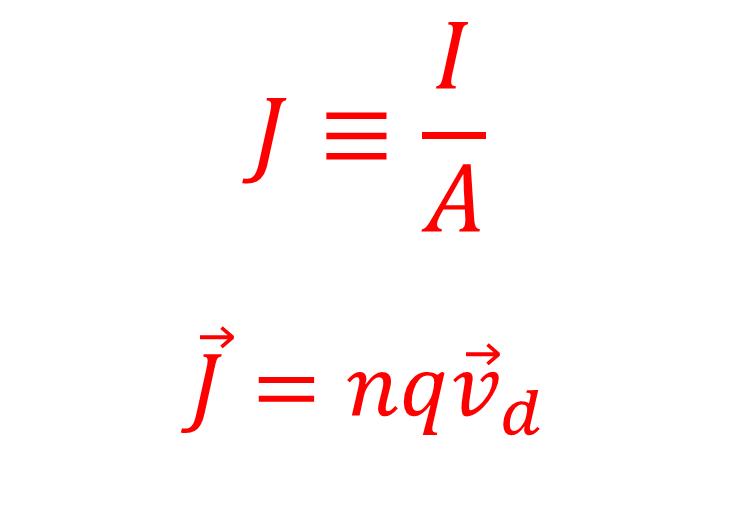 J ≡ I/A
J⃗ = nqv⃗_d